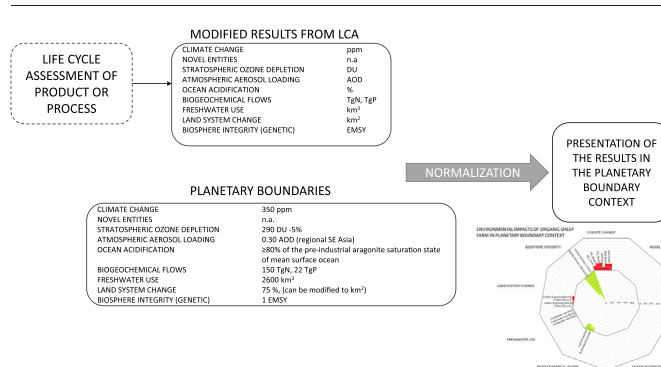 MODIFIED RESULTS FROM LCA
LIFE CYCLE
ASSESSMENT OF
PRODUCT OR
PROCESS
CLIMATE CHANGE ppm
NOVEL ENTITIES n.a
STRATOSPHERIC OZONE DEPLETION DU
ATMOSPHERIC AEROSOL LOADING AOD
OCEAN ACIDIFICATION %
BIOGEOCHEMICAL FLOWS TgN, TgP
FRESHWATER USE km³
LAND SYSTEM CHANGE km²
BIOSPHERE INTEGRITY (GENETIC) EMSY
NORMALIZATION
PRESENTATION OF
THE RESULTS IN
THE PLANETARY
BOUNDARY
CONTEXT
PLANETARY BOUNDARIES
CLIMATE CHANGE 350 ppm
NOVEL ENTITIES n.a.
STRATOSPHERIC OZONE DEPLETION 290 DU -5%
ATMOSPHERIC AEROSOL LOADING 0.30 AOD (regional SE Asia)
OCEAN ACIDIFICATION ≥80% of the pre-industrial aragonite saturation state
of mean surface ocean
BIOGEOCHEMICAL FLOWS 150 TgN, 22 TgP
FRESHWATER USE 2600 km³
LAND SYSTEM CHANGE 75 %, (can be modified to km²)
BIOSPHERE INTEGRITY (GENETIC) 1 EMSY
ENVIRONMENTAL IMPACTS OF ORGANIC SHEEP
FARM IN PLANETARY BOUNDARY CONTEXT
CLIMATE CHANGE
BIOSPHERE INTEGRITY
NOVEL
LAND SYSTEM CHANGE
FRESHWATER USE